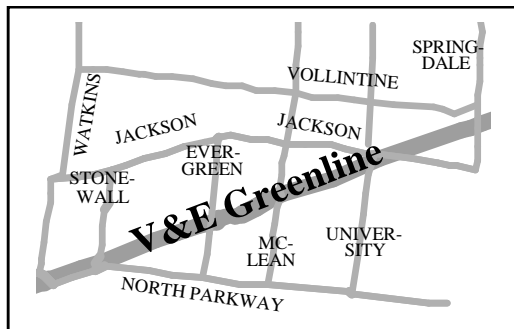 SPRING-
DALE
VOLLINTINE
WATKINS
JACKSON
JACKSON
EVER-
GREEN
STONE-
WALL
V&E Greenline
MC-
LEAN
UNIVER-
SITY
NORTH PARKWAY